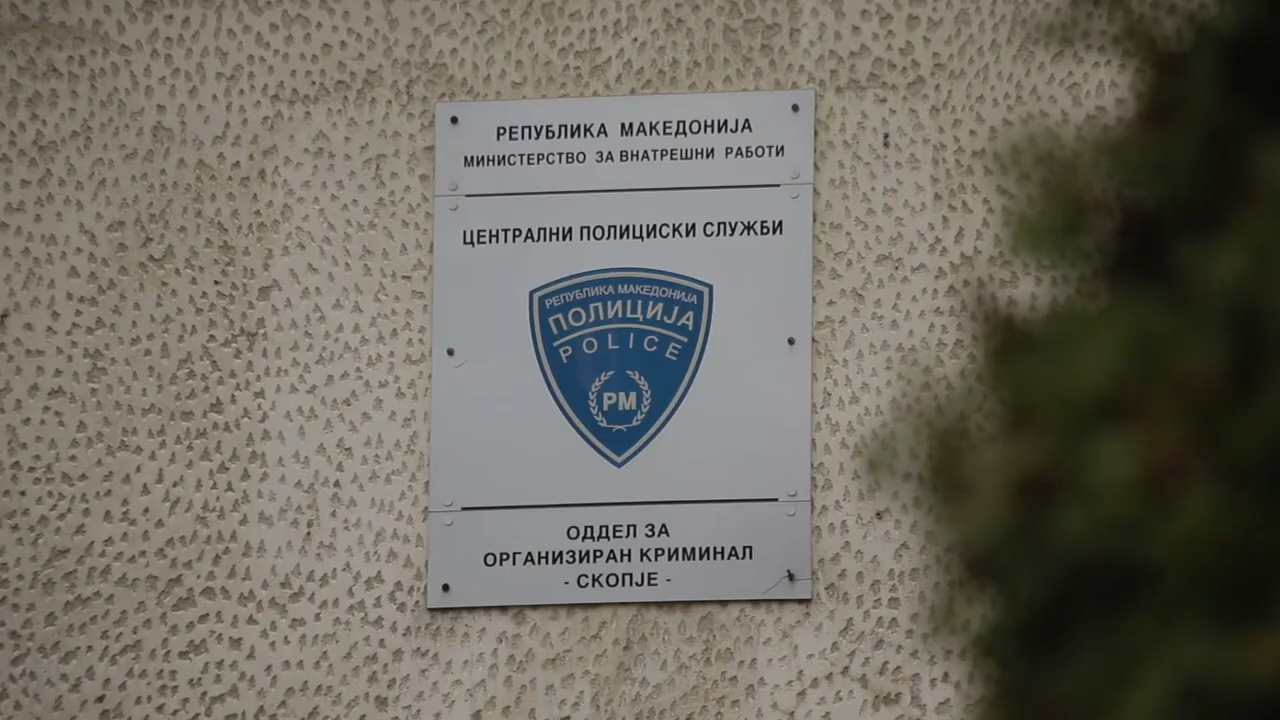 РЕПУБЛИКА МАКЕДОНИЈА
МИНИСТЕРСТВО ЗА ВНАТРЕШНИ РАБОТИ
ЦЕНТРАЛНИ ПОЛИЦИСКИ СЛУЖБИ
РЕПУБЛИКА МАКЕДОНИЈА
ПОЛИЦИЈА
POLICE
РМ
ОДДЕЛ ЗА
ОРГАНИЗИРАН КРИМИНАЛ
- СКОПЈЕ -